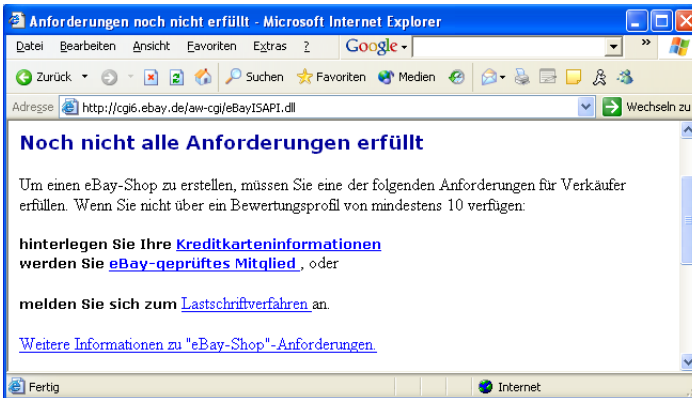 Anforderungen noch nicht erfüllt - Microsoft Internet Explorer
Datei Bearbeiten Ansicht Favoriten Extras ? Google - »
Zurück Suchen Favoriten Medien
Adresse http://cgi6.ebay.de/aw-cgi/eBayISAPI.dll Wechseln zu
Noch nicht alle Anforderungen erfüllt
Um einen eBay-Shop zu erstellen, müssen Sie eine der folgenden Anforderungen für Verkäufer
erfüllen. Wenn Sie nicht über ein Bewertungsprofil von mindestens 10 verfügen:
hinterlegen Sie Ihre Kreditkarteninformationen
werden Sie eBay-geprüftes Mitglied , oder
melden Sie sich zum Lastschriftverfahren an.
Weitere Informationen zu "eBay-Shop"-Anforderungen.
Fertig Internet